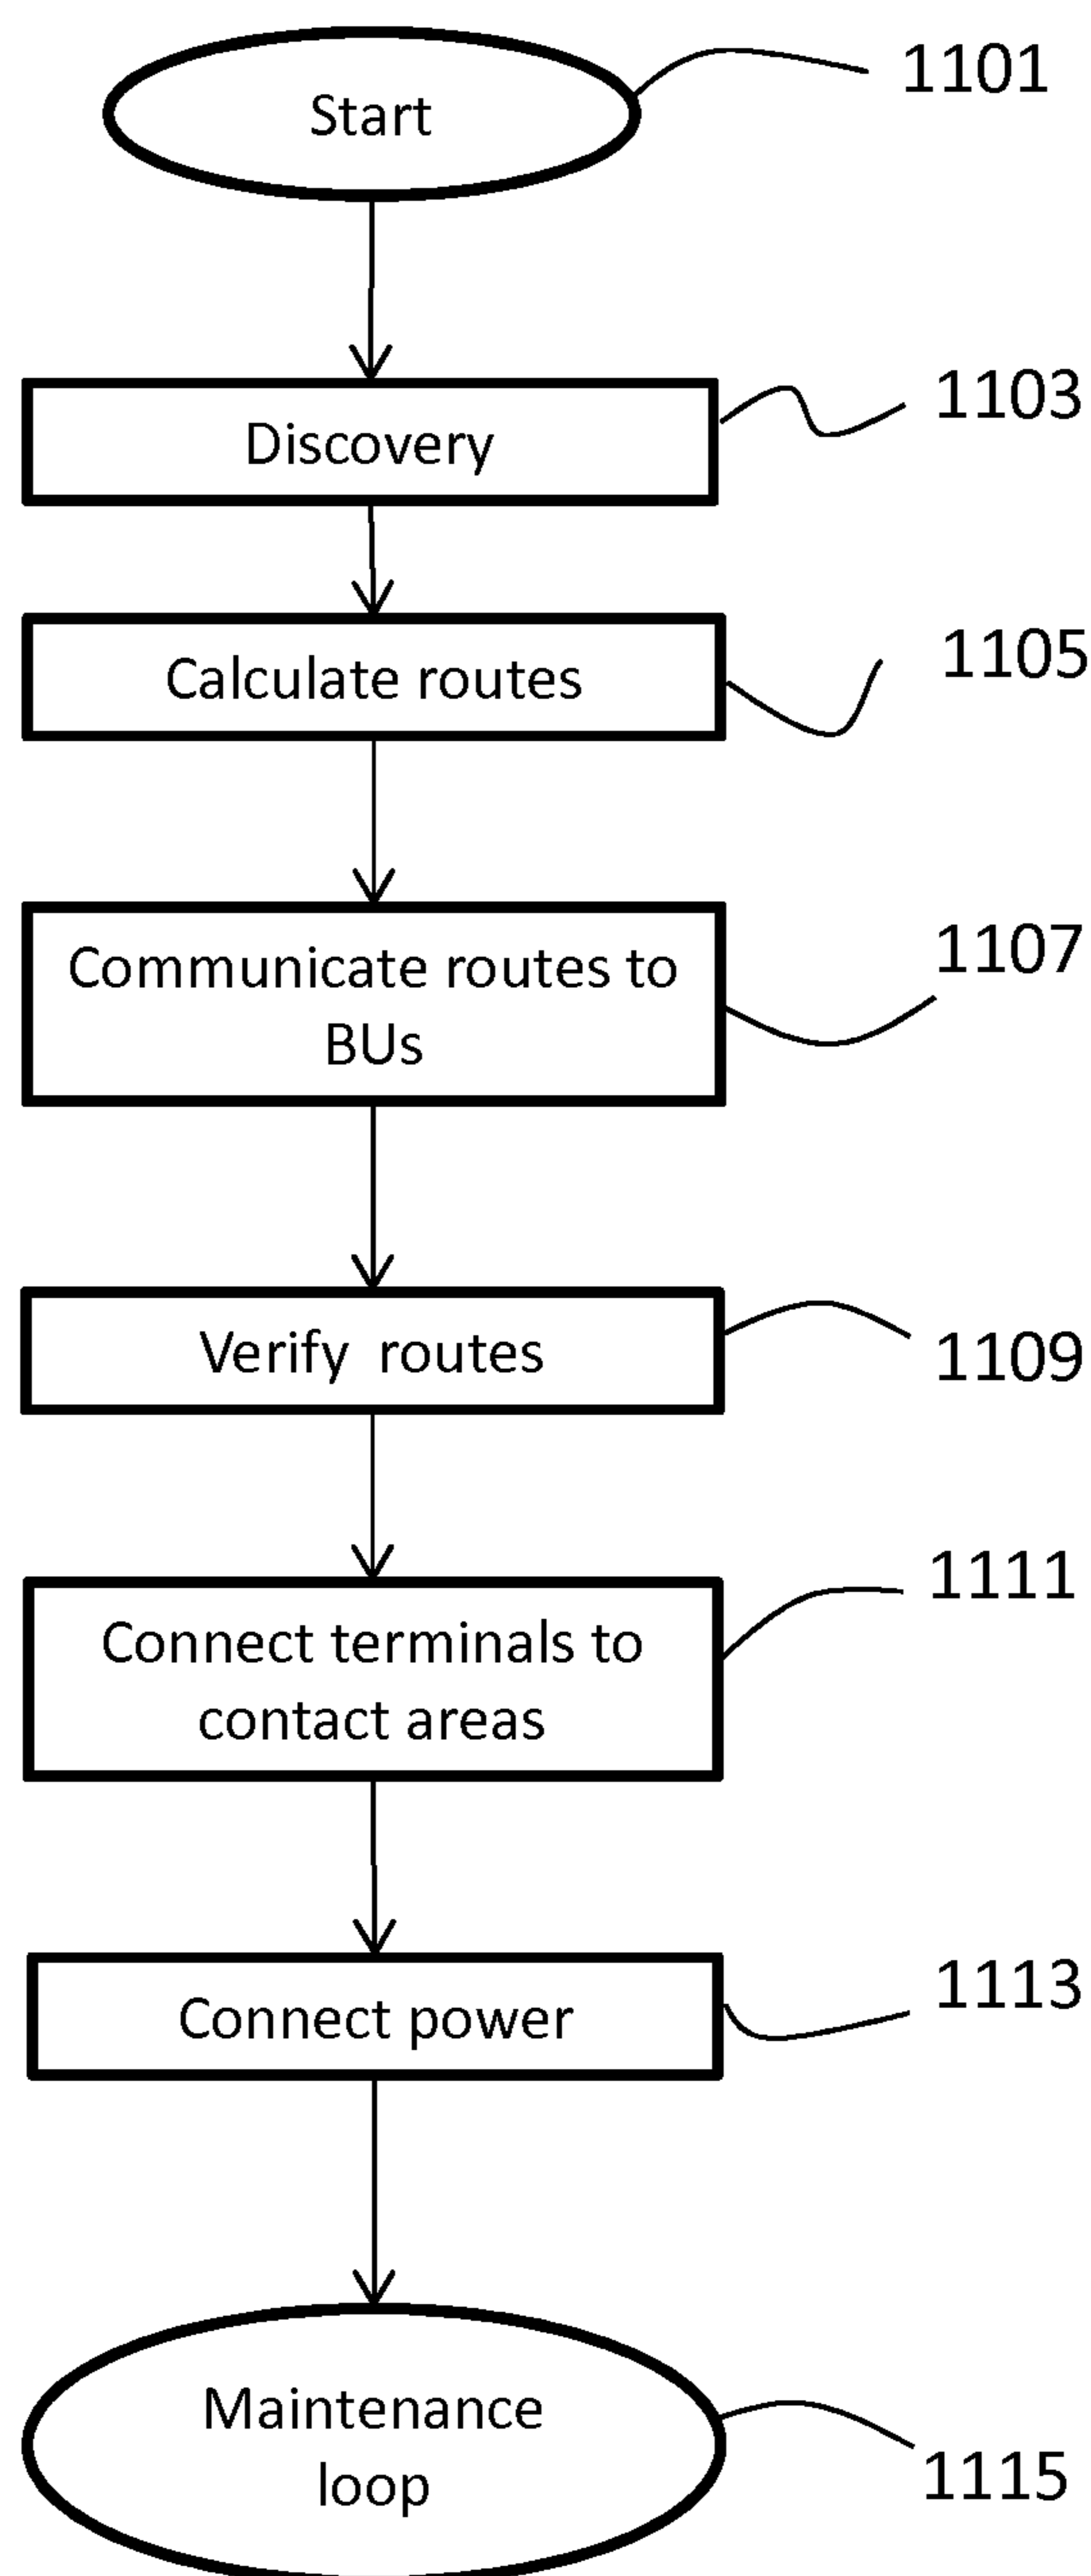 Start
1101
Discovery
1103
Calculate routes
1105
Communicate routes to
BUs
1107
Verify routes
1109
Connect terminals to
contact areas
1111
Connect power
1113
Maintenance
loop
1115